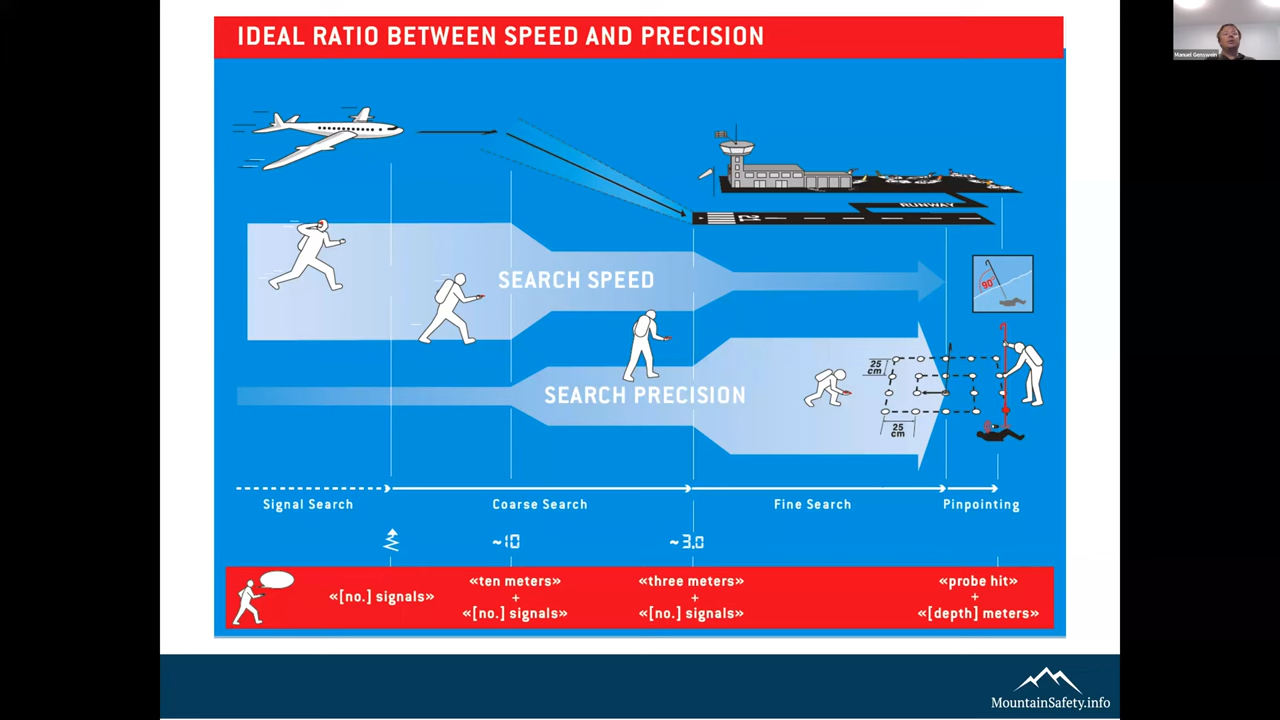 IDEAL RATIO BETWEEN SPEED AND PRECISION
Manuel Genswein
RUNWAY
SEARCH SPEED
90°
25
cm
SEARCH PRECISION
25
cm
Signal Search
Coarse Search
Fine Search
Pinpointing
~10
~3.0
«[no.] signals»
«ten meters»
+
«[no.] signals»
«three meters»
+
«[no.] signals»
«probe hit»
+
«[depth] meters»
MountainSafety.info